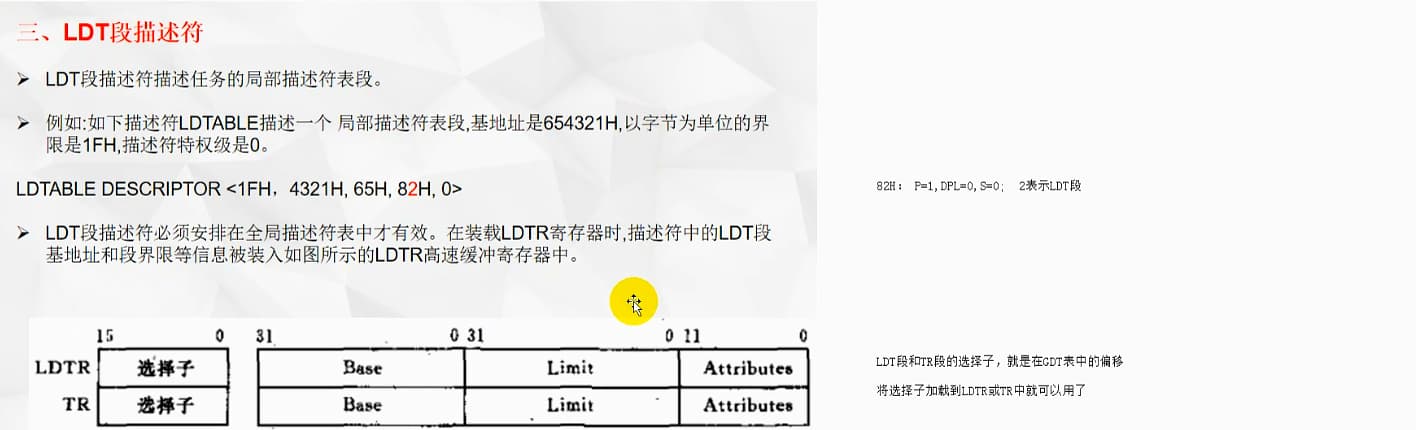 三、LDT段描述符
➢ LDT段描述符描述任务的局部描述符表段。
➢ 例如:如下描述符LDTABLE描述一个 局部描述符表段,基地址是654321H,以字节为单位的界
限是1FH,描述符特权级是0。
LDTABLE DESCRIPTOR <1FH，4321H, 65H, 82H, 0>
82H： P=1,DPL=0,S=0; 2表示LDT段
➢ LDT段描述符必须安排在全局描述符表中才有效。在装载LDTR寄存器时,描述符中的LDT段
基地址和段界限等信息被装入如图所示的LDTR高速缓冲寄存器中。
15 0 31 0 31 0 11 0
LDTR 选择子 Base Limit Attributes
TR 选择子 Base Limit Attributes
LDT段和TR段的选择子，就是在GDT表中的偏移
将选择子加载到LDTR或TR中就可以用了